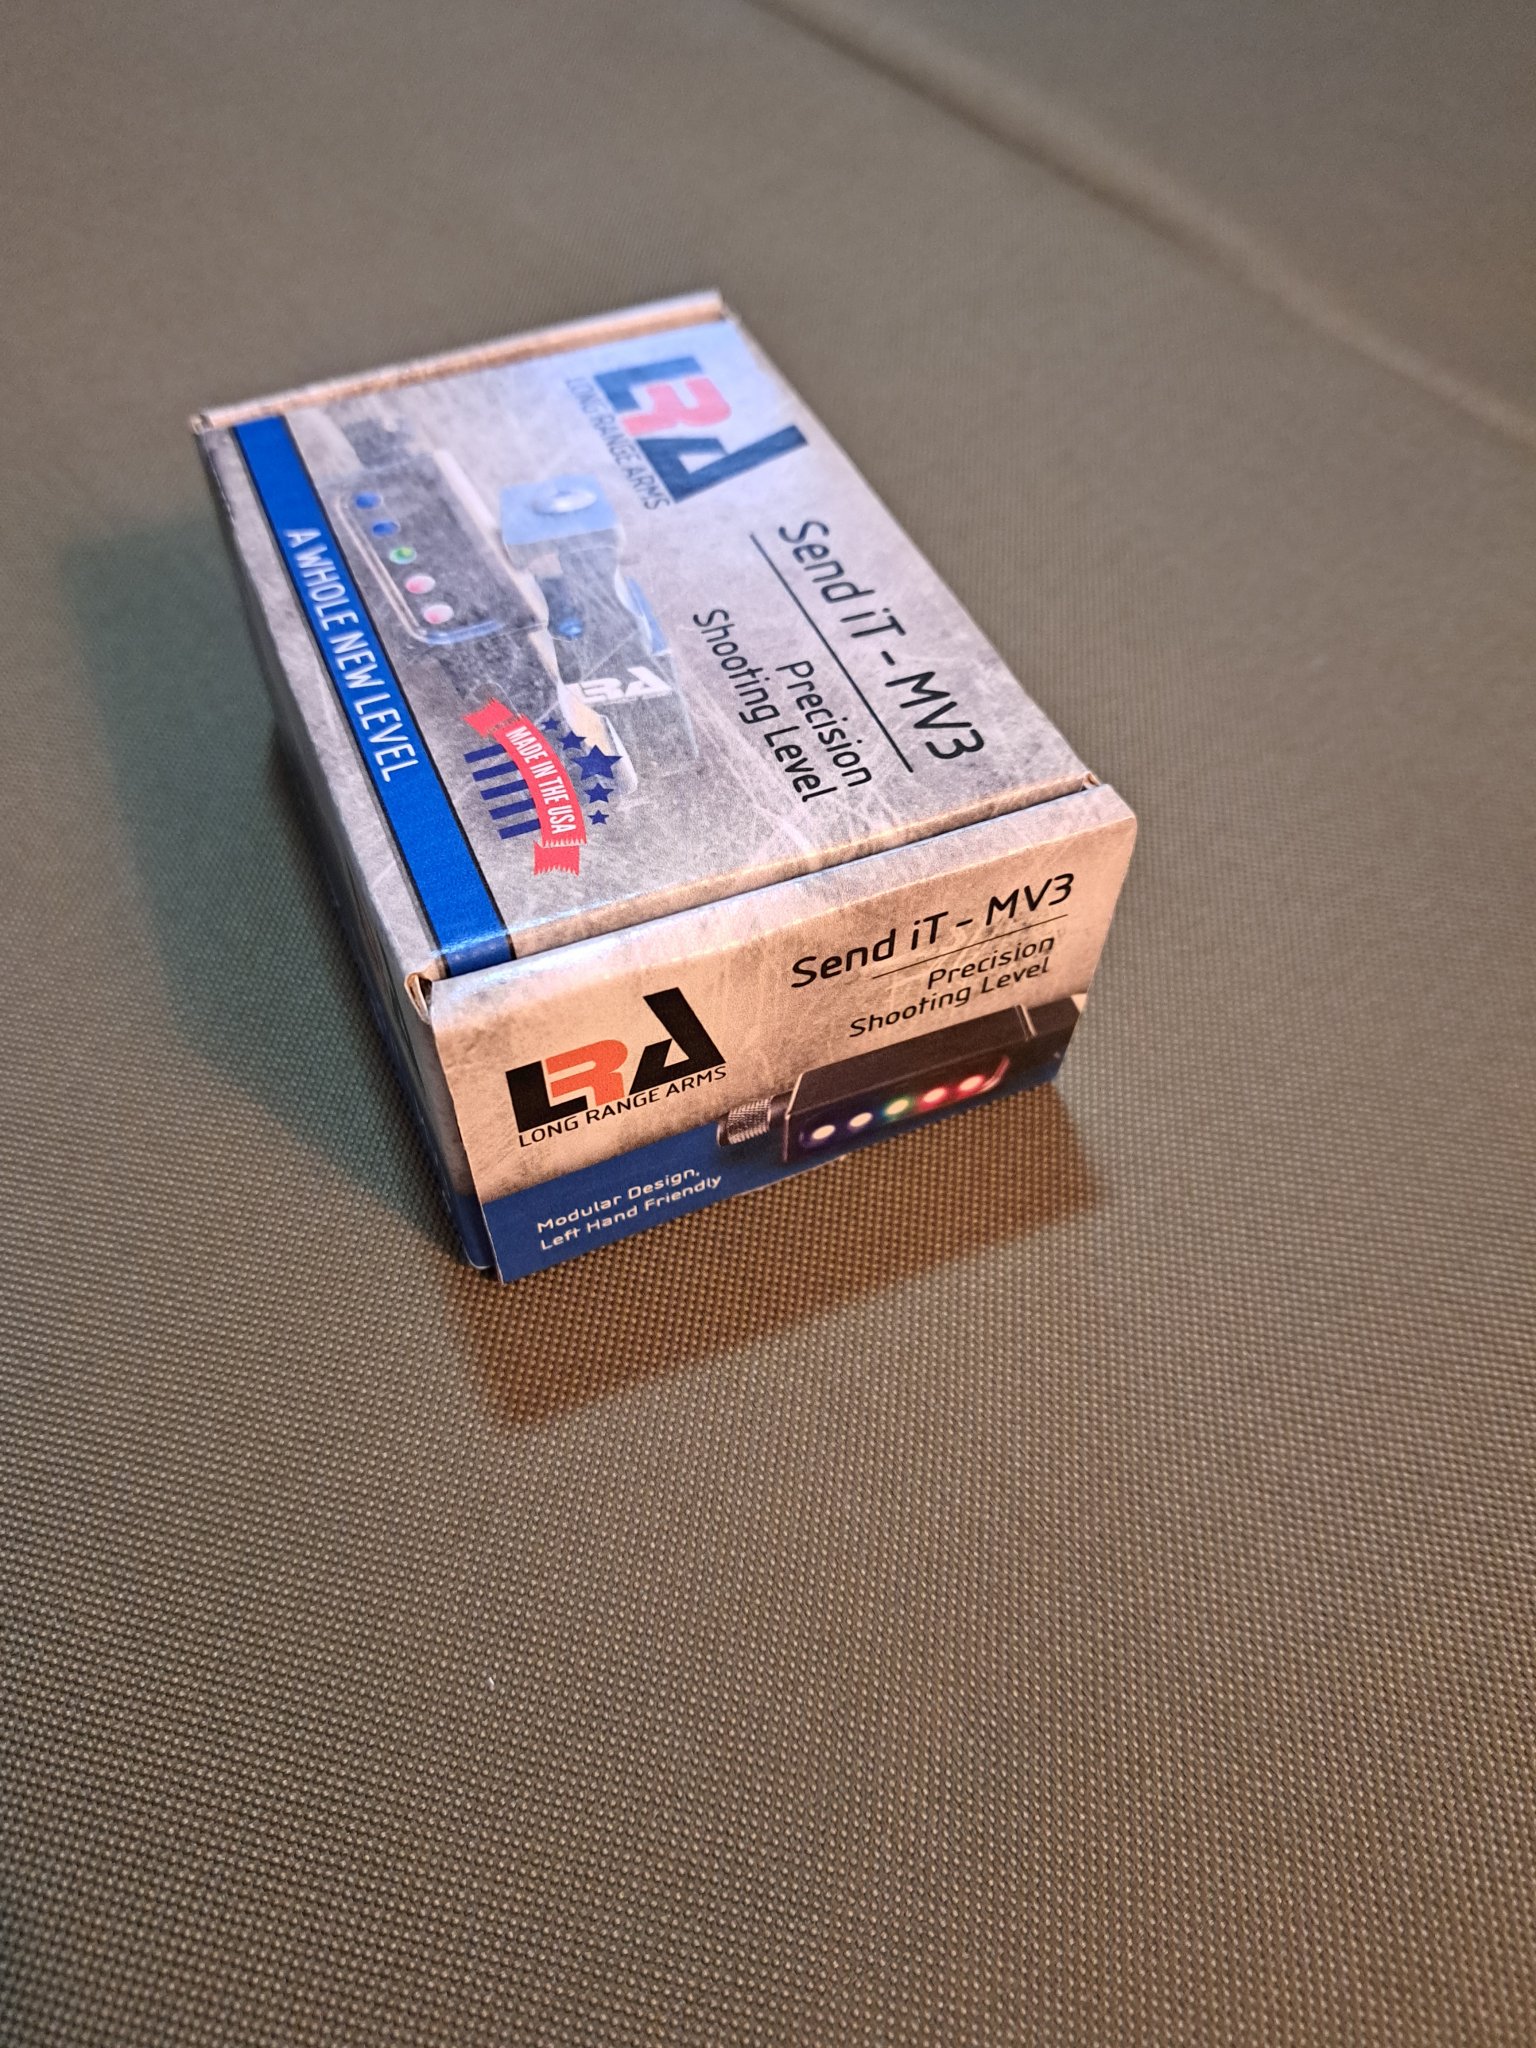 LRA
LONG RANGE ARMS
Send iT - MV3
Precision
Shooting Level
LRA
MADE IN THE USA
A WHOLE NEW LEVEL
Send iT - MV3
Precision
Shooting Level
LRA
LONG RANGE ARMS
Modular Design,
Left Hand Friendly